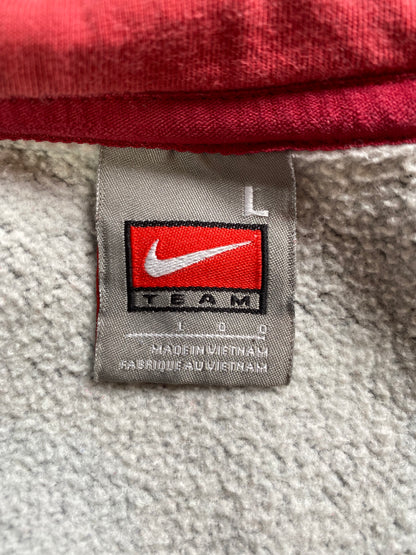 L
TEAM
L D D
MADE IN VIETNAM
FABRIQUE AU VIETNAM